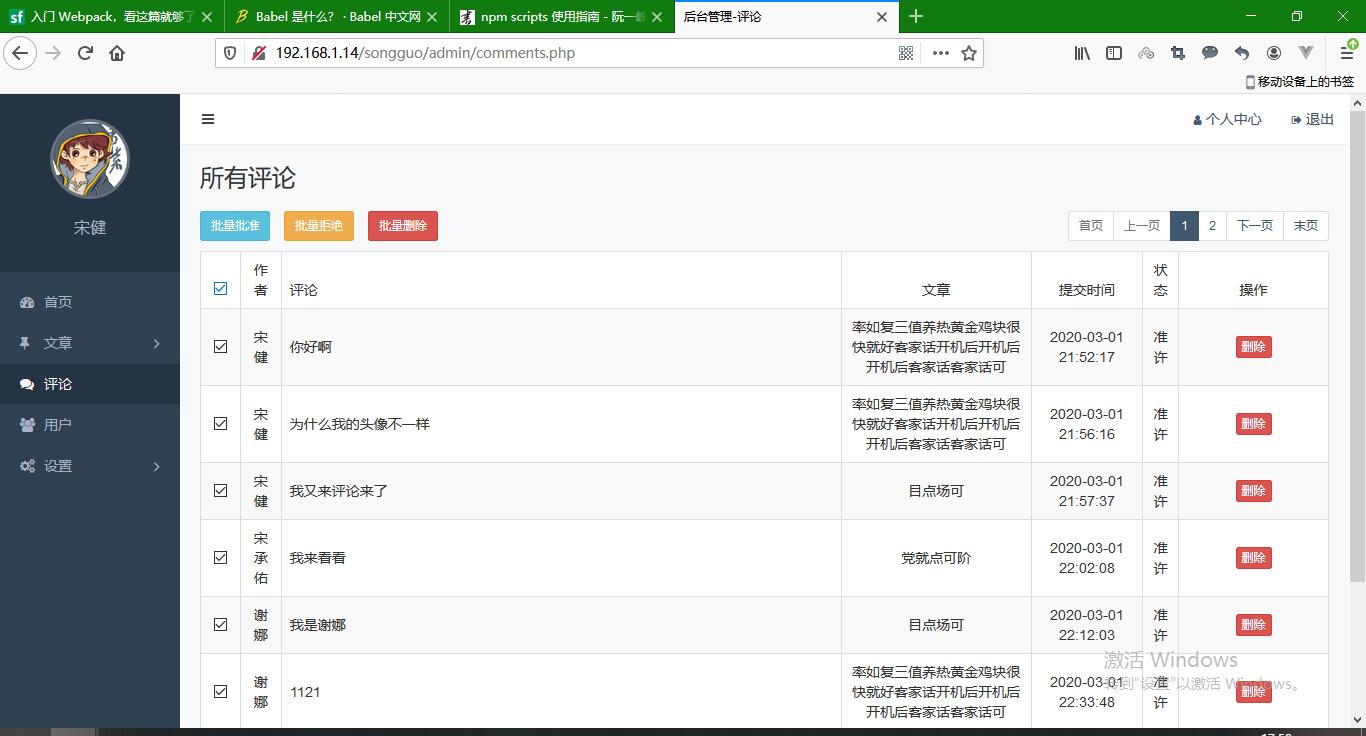 入门 Webpack，看这篇就够了
Babel 是什么？ · Babel 中文网
npm scripts 使用指南 - 阮一峰
后台管理-评论
192.168.1.14/songguo/admin/comments.php
移动设备上的书签
个人中心 退出
宋健
首页
文章
评论
用户
设置
所有评论
批量批准 批量拒绝 批量删除
首页 上一页 1 2 下一页 末页
作者 评论 文章 提交时间 状态 操作
宋健 你好啊 率如复三值养热黄金鸡块很快就好客家话开机后开机后开机后客家话客家话可 2020-03-01 21:52:17 准许 删除
宋健 为什么我的头像不一样 率如复三值养热黄金鸡块很快就好客家话开机后开机后开机后客家话客家话可 2020-03-01 21:56:16 准许 删除
宋健 我又来评论来了 目点场可 2020-03-01 21:57:37 准许 删除
宋承佑 我来看看 党就点可阶 2020-03-01 22:02:08 准许 删除
谢娜 我是谢娜 目点场可 2020-03-01 22:12:03 准许 删除
谢娜 1121 率如复三值养热黄金鸡块很快就好客家话开机后开机后开机后客家话客家话可 2020-03-01 22:33:48 准许 删除
激活 Windows
转到"设置"以激活 Windows。